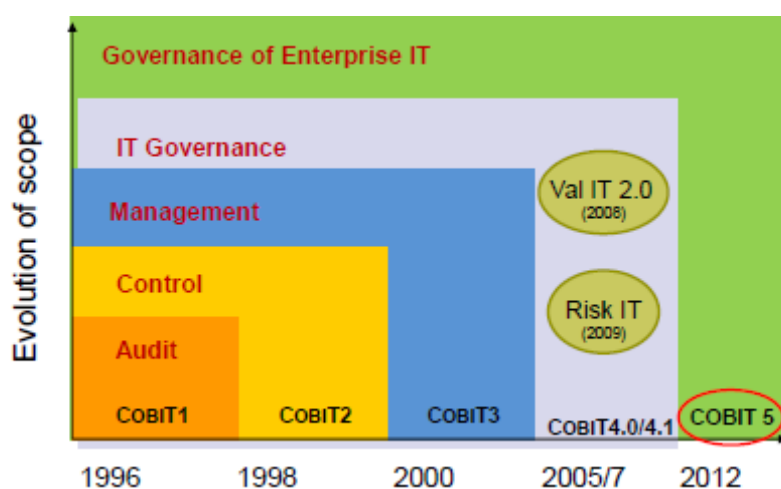 Evolution of scope
Governance of Enterprise IT
IT Governance
Management
Control
Audit
Val IT 2.0
(2008)
Risk IT
(2009)
COBIT1
COBIT2
COBIT3
COBIT4.0/4.1
COBIT 5
1996
1998
2000
2005/7
2012